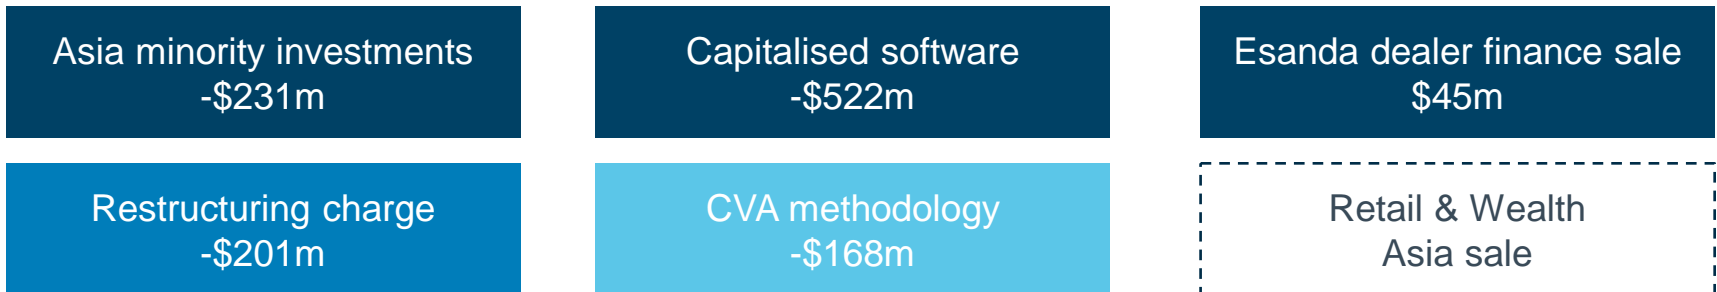 Asia minority investments
-$231m
Capitalised software
-$522m
Esanda dealer finance sale
$45m
Restructuring charge
-$201m
CVA methodology
-$168m
Retail & Wealth
Asia sale